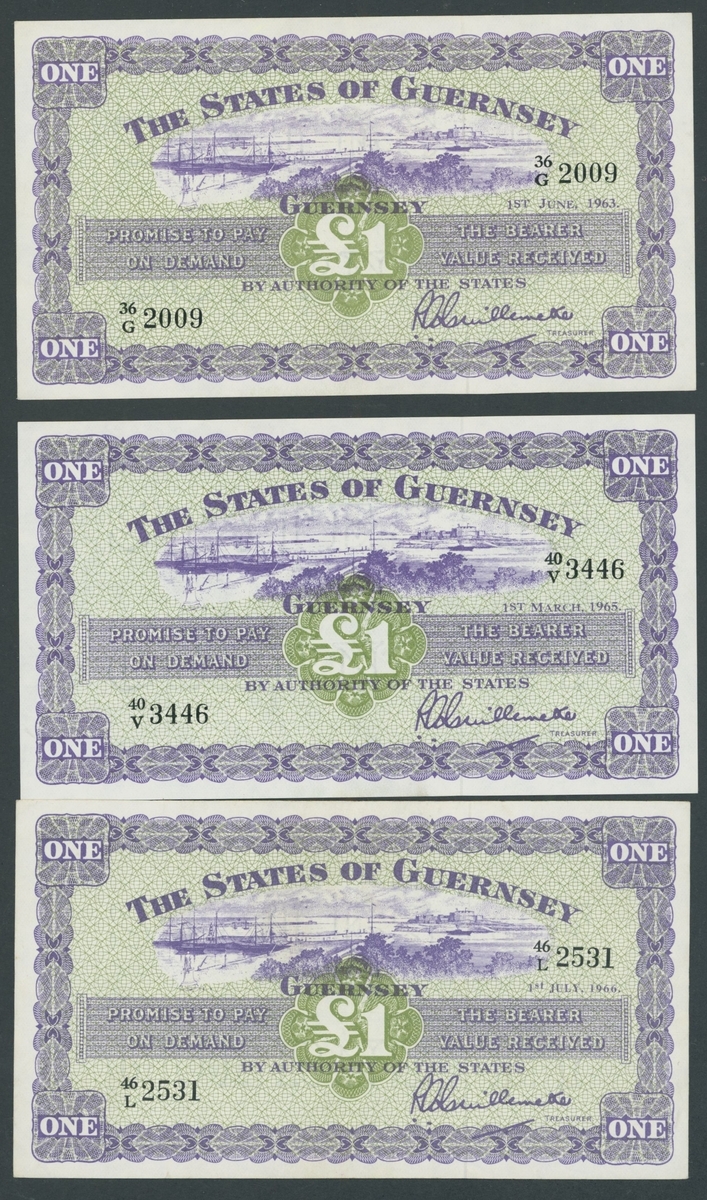 ONE ONE
THE STATES OF GUERNSEY
36/G 2009
GUERNSEY
1ST JUNE, 1963.
PROMISE TO PAY £1 THE BEARER
ON DEMAND VALUE RECEIVED
BY AUTHORITY OF THE STATES
36/G 2009
TREASURER
ONE ONE
ONE ONE
THE STATES OF GUERNSEY
40/V 3446
GUERNSEY
1ST MARCH, 1965.
PROMISE TO PAY £1 THE BEARER
ON DEMAND VALUE RECEIVED
BY AUTHORITY OF THE STATES
40/V 3446
TREASURER
ONE ONE
ONE ONE
THE STATES OF GUERNSEY
46/L 2531
GUERNSEY
1st JULY, 1966.
PROMISE TO PAY £1 THE BEARER
ON DEMAND VALUE RECEIVED
BY AUTHORITY OF THE STATES
46/L 2531
TREASURER
ONE ONE